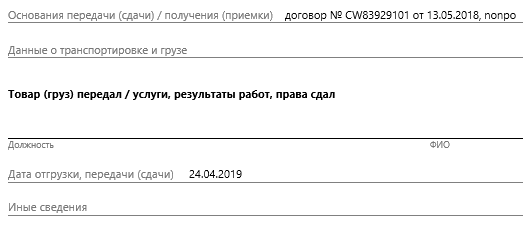 Основания передачи (сдачи) / получения (приемки) договор № CW83929101 от 13.05.2018, попро
Данные о транспортировке и грузе
Товар (груз) передал / услуги, результаты работ, права сдал
Должность ФИО
Дата отгрузки, передачи (сдачи) 24.04.2019
Иные сведения